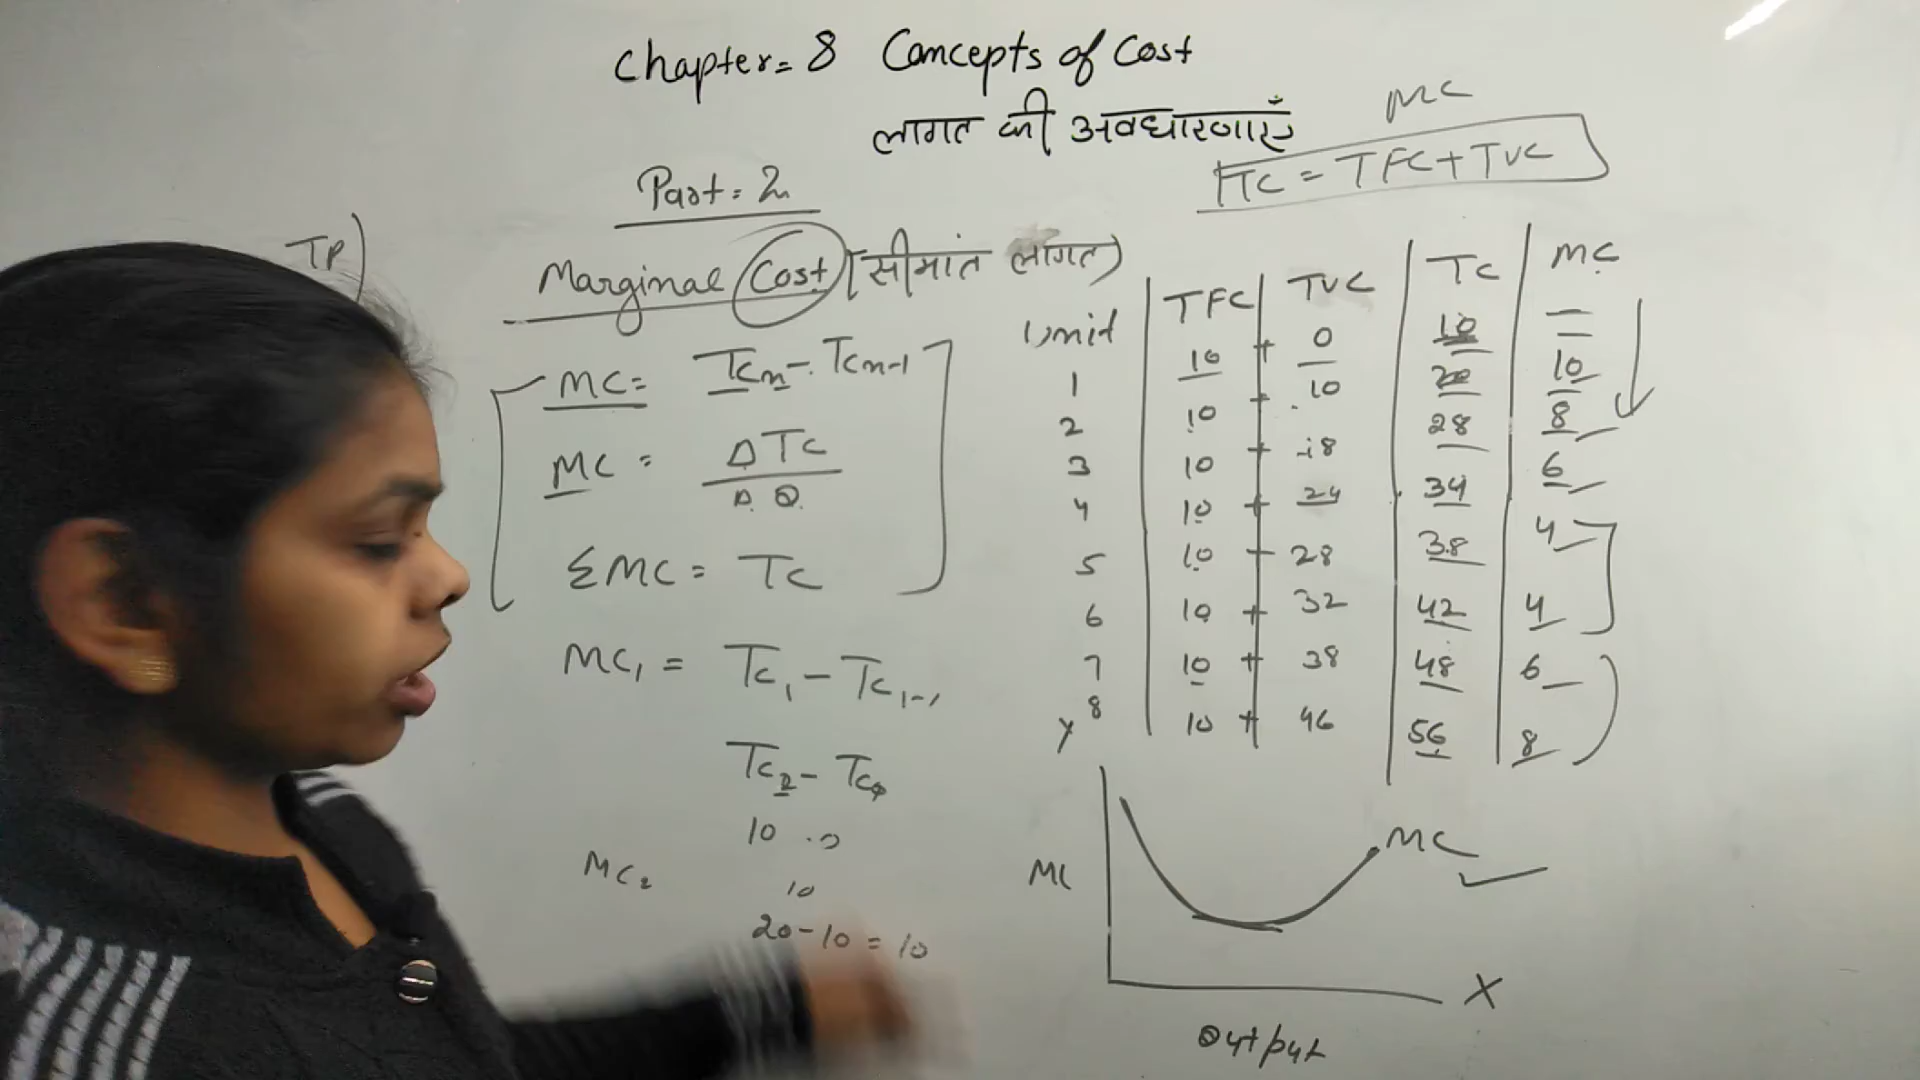 Chapter= 8 Concepts of Cost
लागत की अवधारणाएँ
Part= 2
MC
TC = TFC+TVC
TP)
Marginal Cost (सीमांत लागत)
MC= TCn - TCn-1
MC = ΔTC / ΔQ
ΣMC = TC
MC1 = TC1 - TC1-1
TC2 - TC0
10 - 0
MC2
10
20-10 = 10
Unit TFC TVC TC MC
10 + 0 10 =
1 10 + 10 20 10
2 10 + 18 28 8
3 10 + 24 34 6
4 10 + 28 38 4
5 10 + 32 42 4
6 10 + 38 48 6
7 10 + 46 56 8
8
Y
MC
MC
X
Output